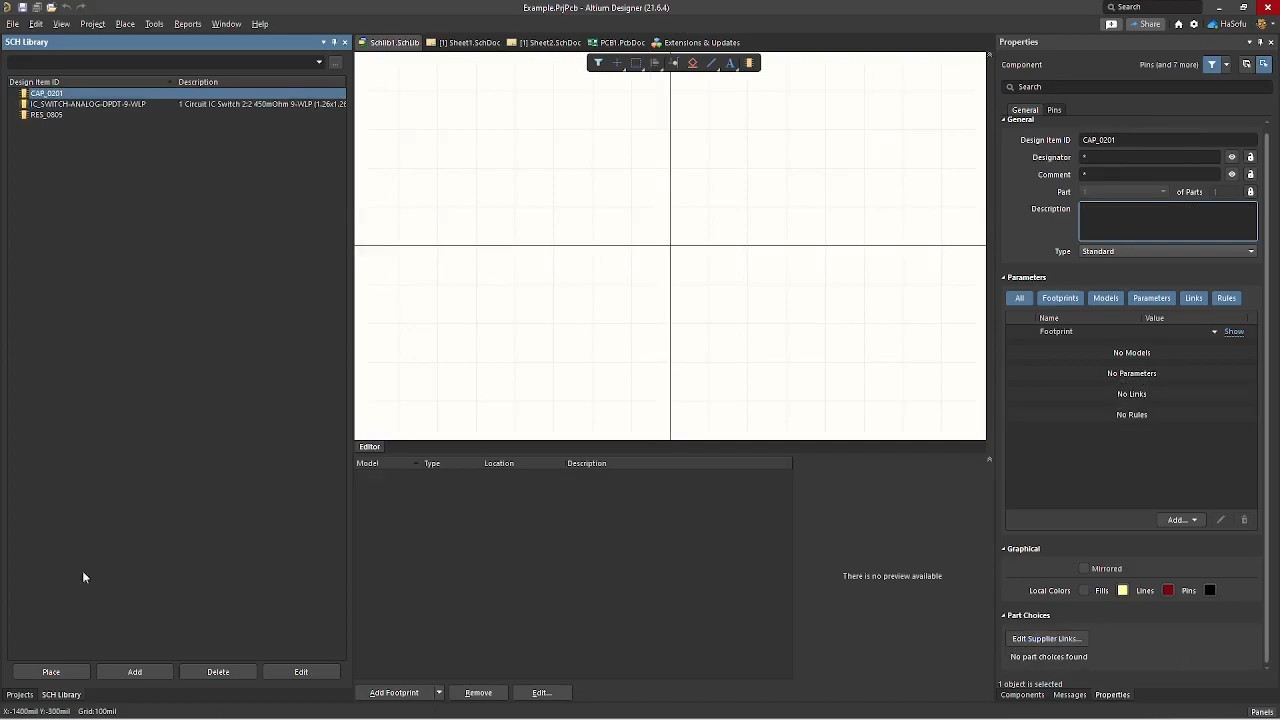 Example.PrjPcb - Altium Designer (21.6.4)
Search
File Edit View Project Place Tools Reports Window Help
Share
HaSofu
SCH Library
Schlib1.SchLib
[1] Sheet1.SchDoc
[1] Sheet2.SchDoc
PCB1.PcbDoc
Extensions & Updates
Properties
Component
Pins (and 7 more)
Search
...
Design Item ID Description
CAP_0201
IC_SWITCH-ANALOG-DPDT-9-WLP 1 Circuit IC Switch 2:2 450mOhm 9-WLP (1.26x1.26
RES_0805
General Pins
General
Design Item ID CAP_0201
Designator *
Comment *
Part of Parts 1
Description
Type Standard
Parameters
All Footprints Models Parameters Links Rules
Name Value
Footprint Show
No Models
No Parameters
No Links
No Rules
Add...
Graphical
Mirrored
Local Colors Fills Lines Pins
Part Choices
Edit Supplier Links...
No part choices found
1 object is selected
Components Messages Properties
Editor
Model Type Location Description
There is no preview available
Add Footprint Remove Edit...
Place Add Delete Edit
Projects SCH Library
X:-1400mil Y:-300mil Grid:100mil
Panels